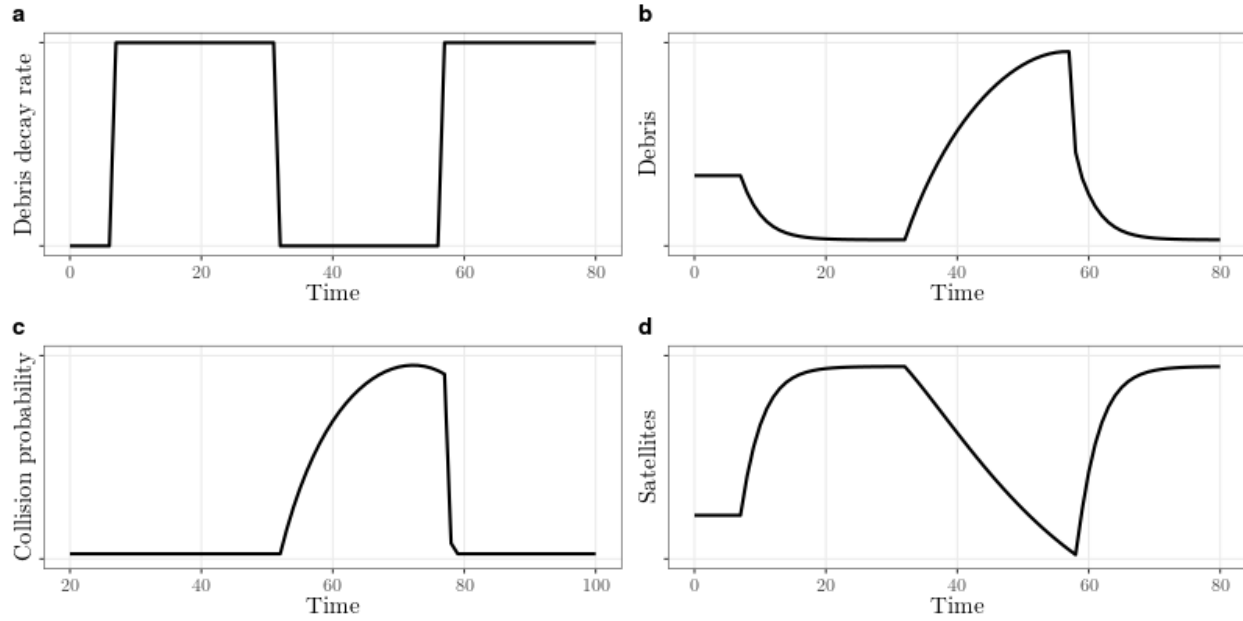 a
Debris decay rate
0 20 40 60 80
Time
b
Debris
0 20 40 60 80
Time
c
Collision probability
20 40 60 80 100
Time
d
Satellites
0 20 40 60 80
Time